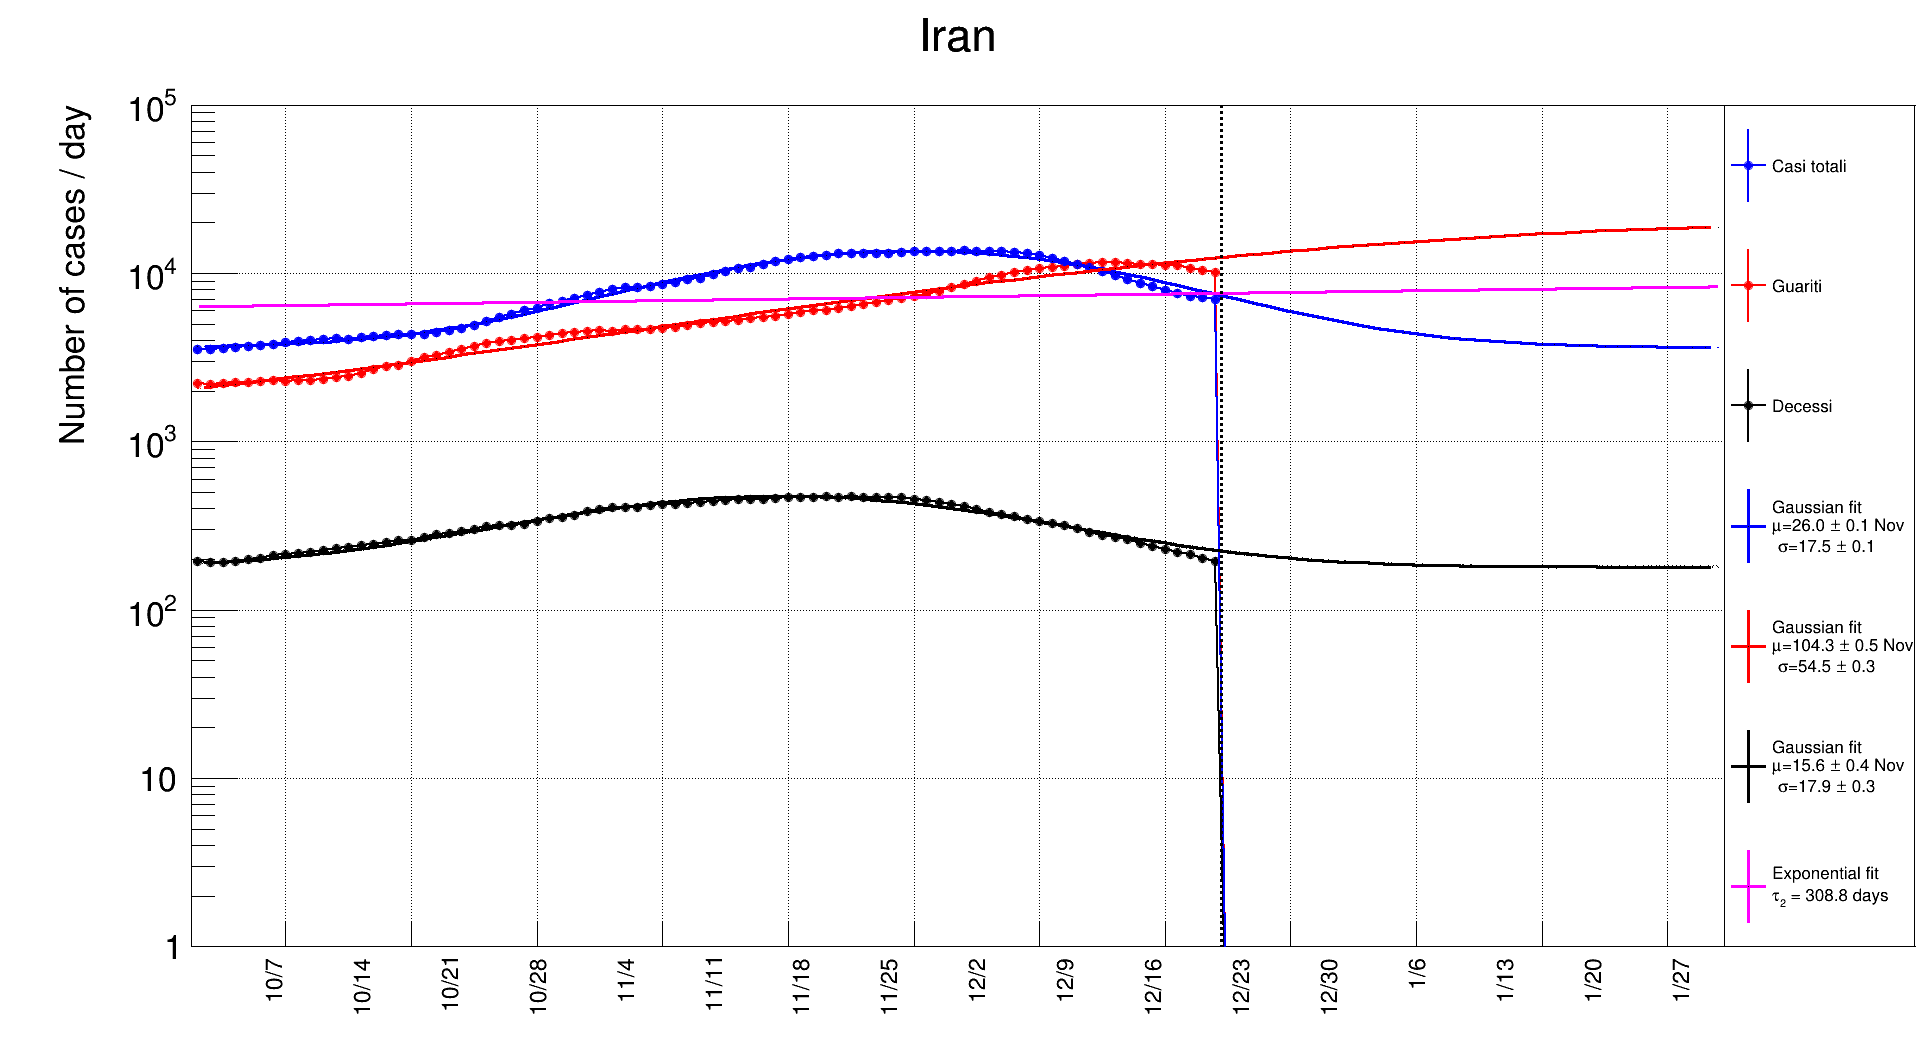 Iran
Number of cases / day
10^5
10^4
10^3
10^2
10
1
10/7
10/14
10/21
10/28
11/4
11/11
11/18
11/25
12/2
12/9
12/16
12/23
12/30
1/6
1/13
1/20
1/27
Casi totali
Guariti
Decessi
Gaussian fit
μ=26.0 ± 0.1 Nov
σ=17.5 ± 0.1
Gaussian fit
μ=104.3 ± 0.5 Nov
σ=54.5 ± 0.3
Gaussian fit
μ=15.6 ± 0.4 Nov
σ=17.9 ± 0.3
Exponential fit
τ₂ = 308.8 days